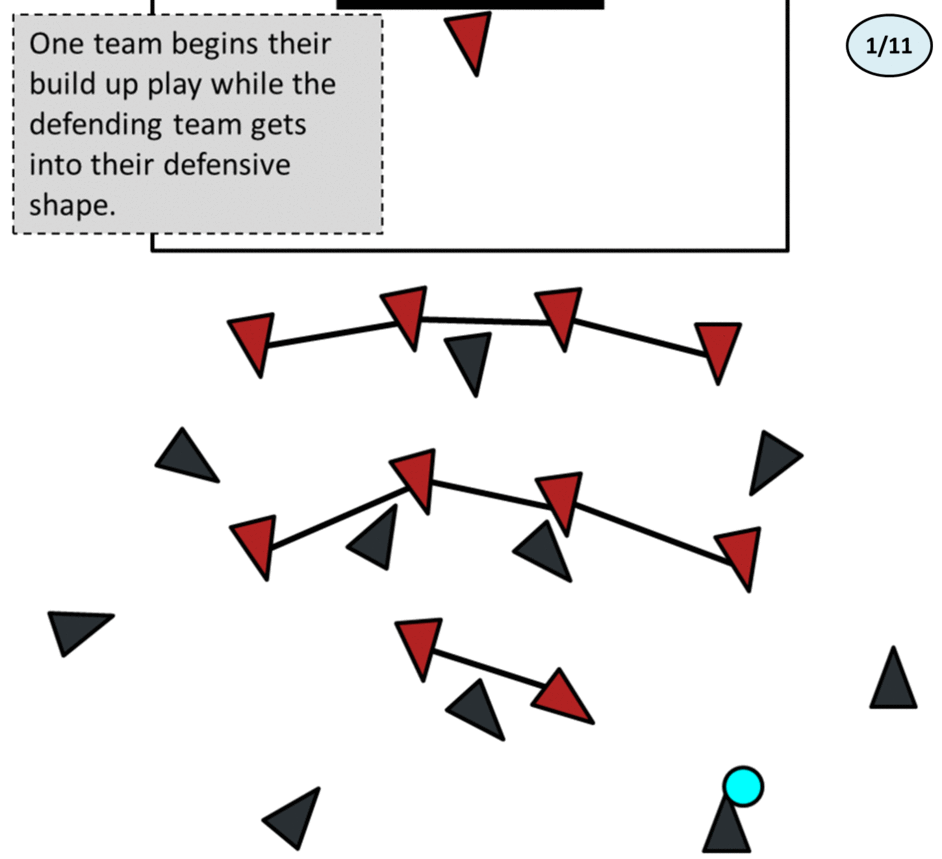 One team begins their
build up play while the
defending team gets
into their defensive
shape.
1/11